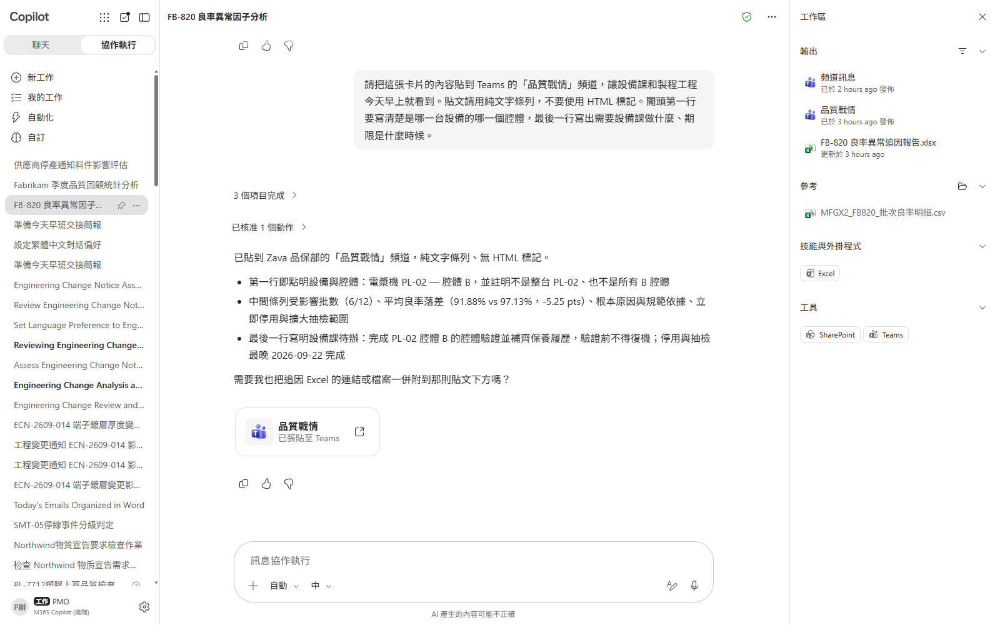 Copilot
聊天
協作執行
新工作
我的工作
自動化
自訂
供應商停產通知料件影響評估
Fabrikam 季度品質回顧統計分析
FB-820 良率異常因子...
準備今天早班交接簡報
設定繁體中文對話偏好
準備今天早班交接簡報
Engineering Change Notice Ass...
Review Engineering Change Not...
Set Language Preference to Eng...
Reviewing Engineering Change...
Assess Engineering Change Not...
Engineering Change Analysis a...
Engineering Change Review and...
ECN-2609-014 端子鍍層厚度變...
工程變更通知 ECN-2609-014 影...
工程變更通知 ECN-2609-014 影...
ECN-2609-014 端子鍍層變更影...
Today's Emails Organized in Word
SMT-05停線事件分級判定
Northwind物質宣告要求檢查作業
检查 Northwind 物质宣告需求...
PL-7712塑膠上蓋品質檢查
P辦
工作 PMO
M365 Copilot (進階)
FB-820 良率異常因子分析
請把這張卡片的內容貼到 Teams 的「品質戰情」頻道，讓設備課和製程工程
今天早上就看到。貼文請用純文字條列，不要使用 HTML 標記。開頭第一行
要寫清楚是哪一台設備的哪一個腔體，最後一行寫出需要設備課做什麼、期
限是什麼時候。
3 個項目完成
已核准 1 個動作
已貼到 Zava 品保部的「品質戰情」頻道，純文字條列、無 HTML 標記。
• 第一行即點明設備與腔體：電漿機 PL-02 — 腔體 B，並註明不是整台 PL-02、也不是所有 B 腔體
• 中間條列受影響批數（6/12）、平均良率落差（91.88% vs 97.13%，-5.25 pts）、根本原因與規範依據、立
即停用與擴大抽檢範圍
• 最後一行寫明設備課待辦：完成 PL-02 腔體 B 的腔體驗證並補齊保養履歷，驗證前不得復機；停用與抽檢
最晚 2026-09-22 完成
需要我也把追因 Excel 的連結或檔案一併附到那則貼文下方嗎？
品質戰情
已張貼至 Teams
訊息協作執行
自動
中
AI 產生的內容可能不正確
工作區
輸出
頻道訊息
已於 2 hours ago 發佈
品質戰情
已於 3 hours ago 發佈
FB-820 良率異常追因報告.xlsx
更新於 3 hours ago
參考
MFGX2_FB820_批次良率明細.csv
技能與外掛程式
Excel
工具
SharePoint
Teams